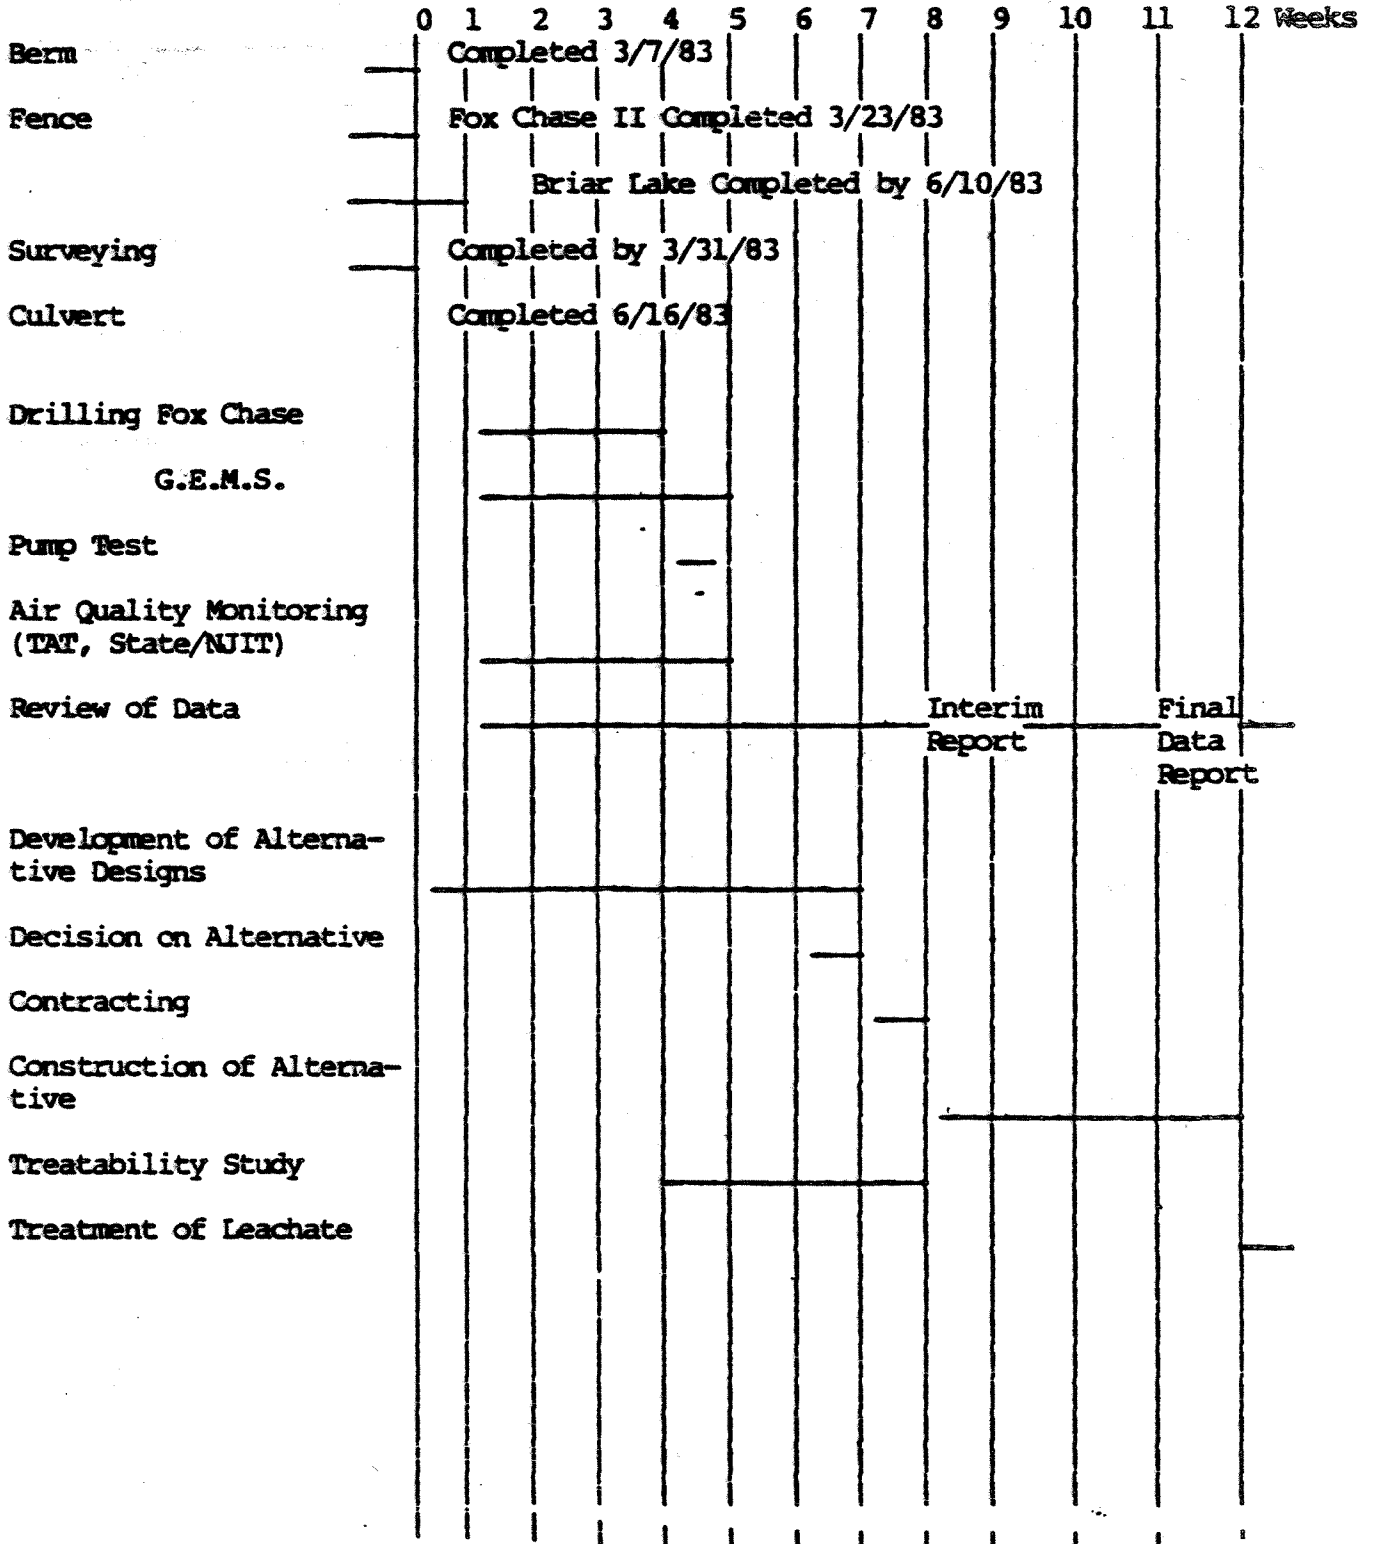 0 1 2 3 4 5 6 7 8 9 10 11 12 Weeks
Berm Completed 3/7/83
Fence Fox Chase II Completed 3/23/83
Briar Lake Completed by 6/10/83
Surveying Completed by 3/31/83
Culvert Completed 6/16/83
Drilling Fox Chase
G.E.M.S.
Pump Test
Air Quality Monitoring
(TAT, State/NJIT)
Review of Data Interim Final
Report Data
Report
Development of Alterna-
tive Designs
Decision on Alternative
Contracting
Construction of Alterna-
tive
Treatability Study
Treatment of Leachate